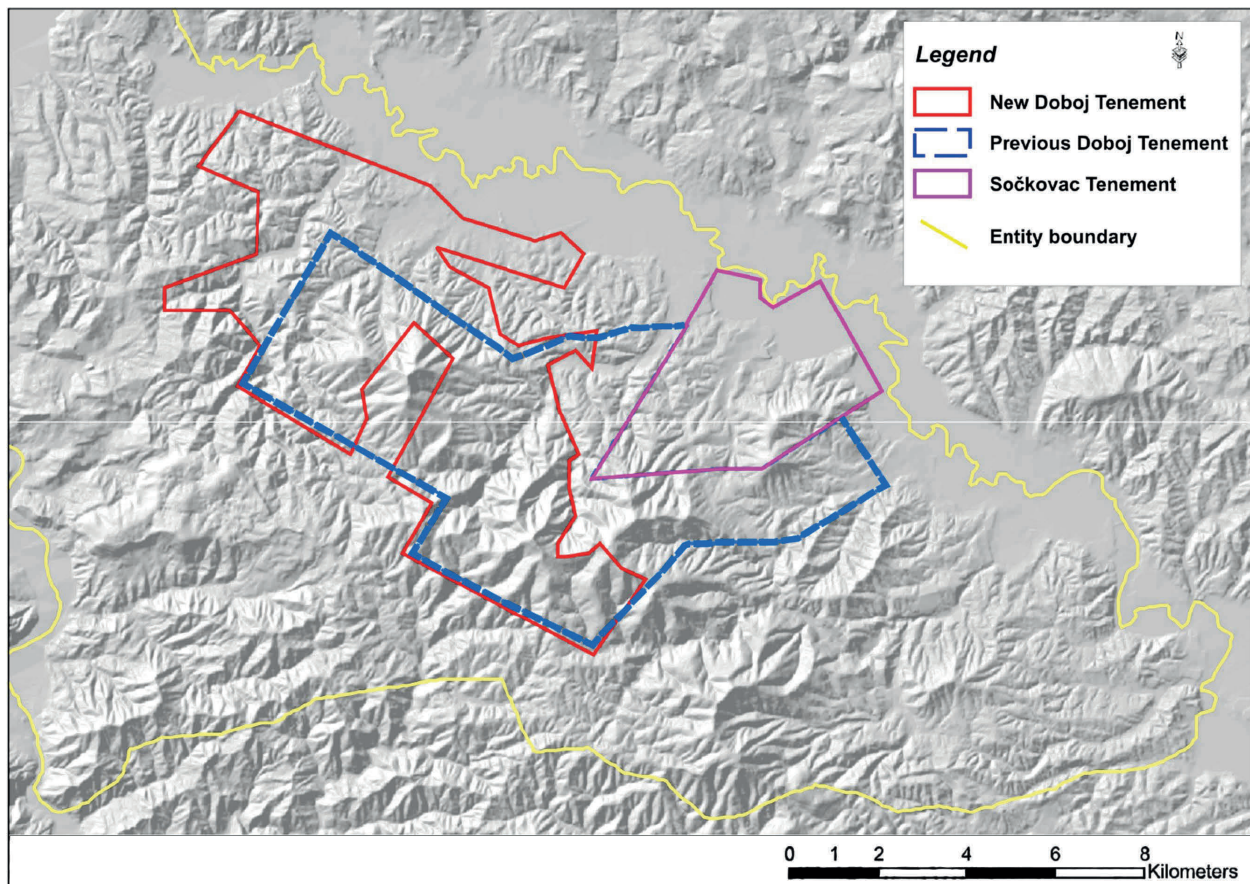 Legend
N
New Doboj Tenement
Previous Doboj Tenement
Sočkovac Tenement
Entity boundary
0 1 2 4 6 8
Kilometers